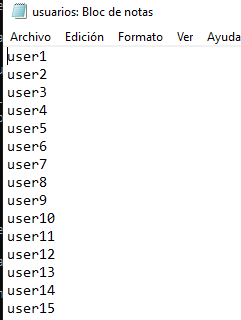 usuarios: Bloc de notas
Archivo Edición Formato Ver Ayuda
user1
user2
user3
user4
user5
user6
user7
user8
user9
user10
user11
user12
user13
user14
user15